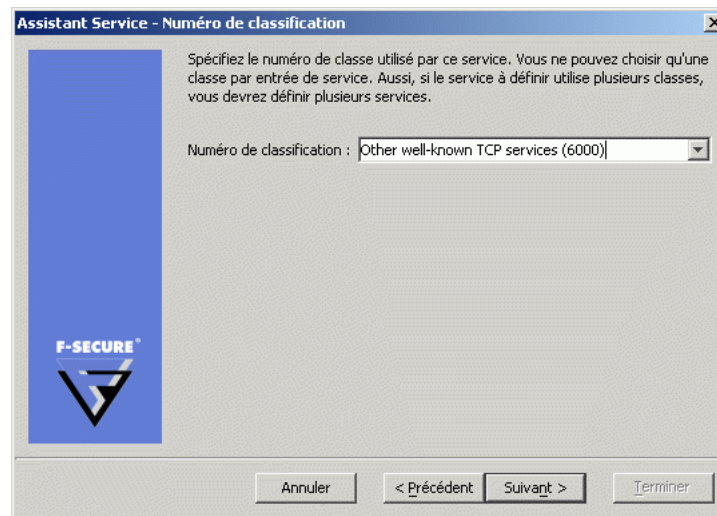 Assistant Service - Numéro de classification
Spécifiez le numéro de classe utilisé par ce service. Vous ne pouvez choisir qu'une
classe par entrée de service. Aussi, si le service à définir utilise plusieurs classes,
vous devrez définir plusieurs services.
Numéro de classification : Other well-known TCP services (6000)
F-SECURE®
Annuler < Précédent Suivant > Terminer